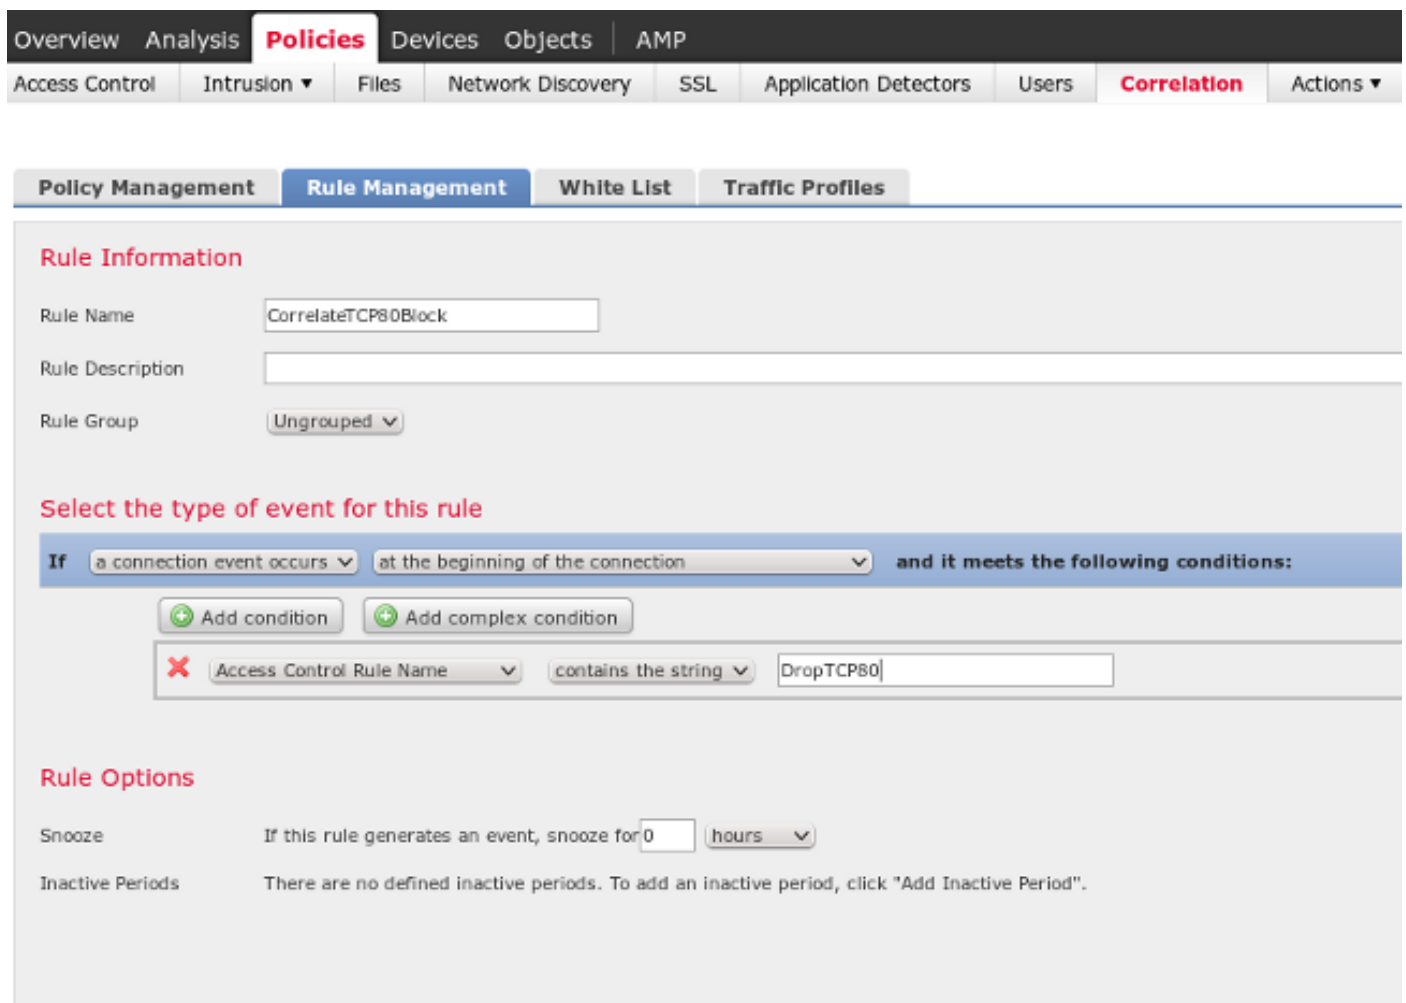 Overview Analysis Policies Devices Objects AMP
Access Control Intrusion ▼ Files Network Discovery SSL Application Detectors Users Correlation Actions ▼
Policy Management Rule Management White List Traffic Profiles
Rule Information
Rule Name CorrelateTCP80Block
Rule Description
Rule Group Ungrouped
Select the type of event for this rule
If a connection event occurs at the beginning of the connection and it meets the following conditions:
Add condition Add complex condition
Access Control Rule Name contains the string DropTCP80
Rule Options
Snooze If this rule generates an event, snooze for 0 hours
Inactive Periods There are no defined inactive periods. To add an inactive period, click "Add Inactive Period".